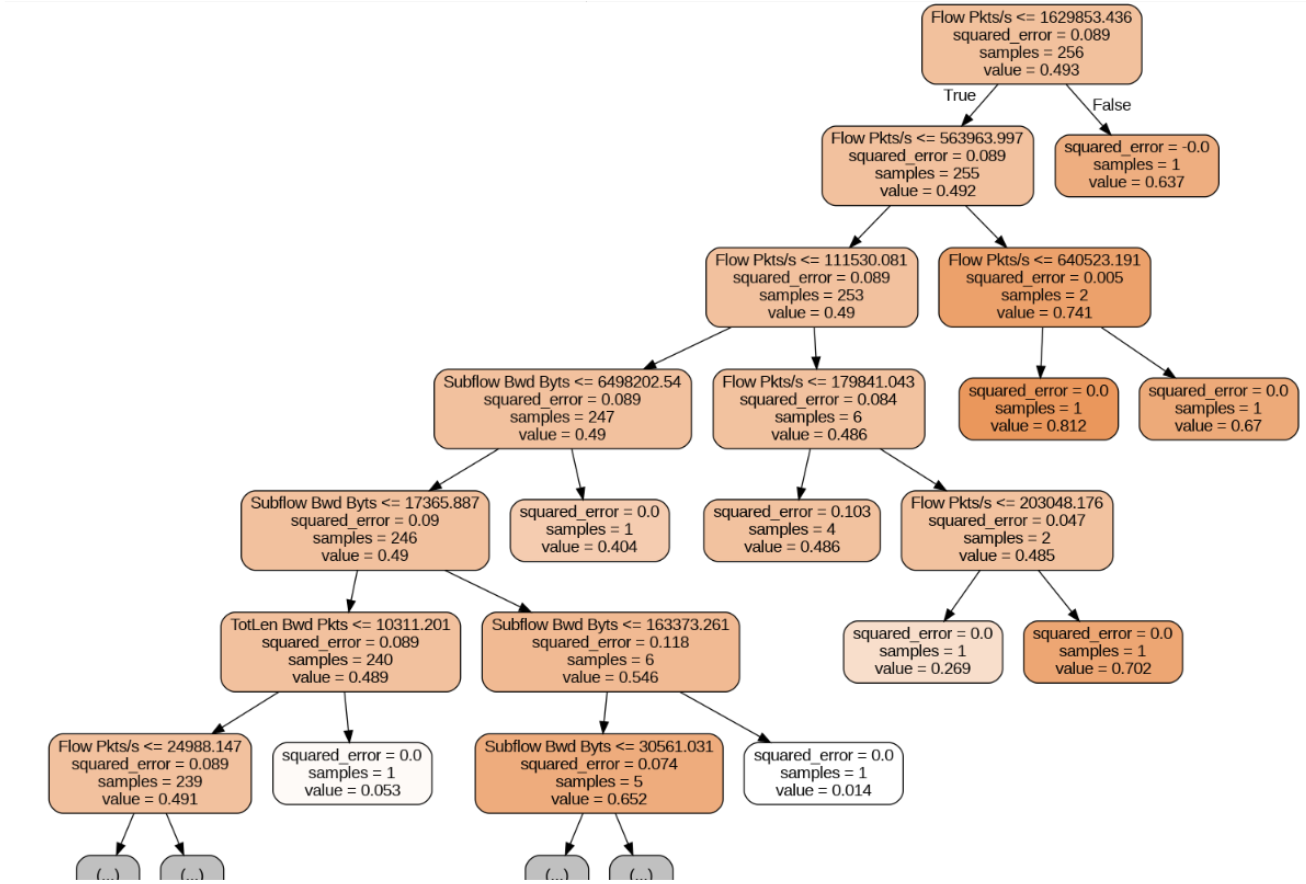 Flow Pkts/s <= 1629853.436
squared_error = 0.089
samples = 256
value = 0.493
True
False
Flow Pkts/s <= 563963.997
squared_error = 0.089
samples = 255
value = 0.492
squared_error = -0.0
samples = 1
value = 0.637
Flow Pkts/s <= 111530.081
squared_error = 0.089
samples = 253
value = 0.49
Flow Pkts/s <= 640523.191
squared_error = 0.005
samples = 2
value = 0.741
Subflow Bwd Byts <= 6498202.54
squared_error = 0.089
samples = 247
value = 0.49
Flow Pkts/s <= 179841.043
squared_error = 0.084
samples = 6
value = 0.486
squared_error = 0.0
samples = 1
value = 0.812
squared_error = 0.0
samples = 1
value = 0.67
Subflow Bwd Byts <= 17365.887
squared_error = 0.09
samples = 246
value = 0.49
squared_error = 0.0
samples = 1
value = 0.404
squared_error = 0.103
samples = 4
value = 0.486
Flow Pkts/s <= 203048.176
squared_error = 0.047
samples = 2
value = 0.485
TotLen Bwd Pkts <= 10311.201
squared_error = 0.089
samples = 240
value = 0.489
Subflow Bwd Byts <= 163373.261
squared_error = 0.118
samples = 6
value = 0.546
squared_error = 0.0
samples = 1
value = 0.269
squared_error = 0.0
samples = 1
value = 0.702
Flow Pkts/s <= 24988.147
squared_error = 0.089
samples = 239
value = 0.491
squared_error = 0.0
samples = 1
value = 0.053
Subflow Bwd Byts <= 30561.031
squared_error = 0.074
samples = 5
value = 0.652
squared_error = 0.0
samples = 1
value = 0.014
(...)
(...)
(...)
(...)